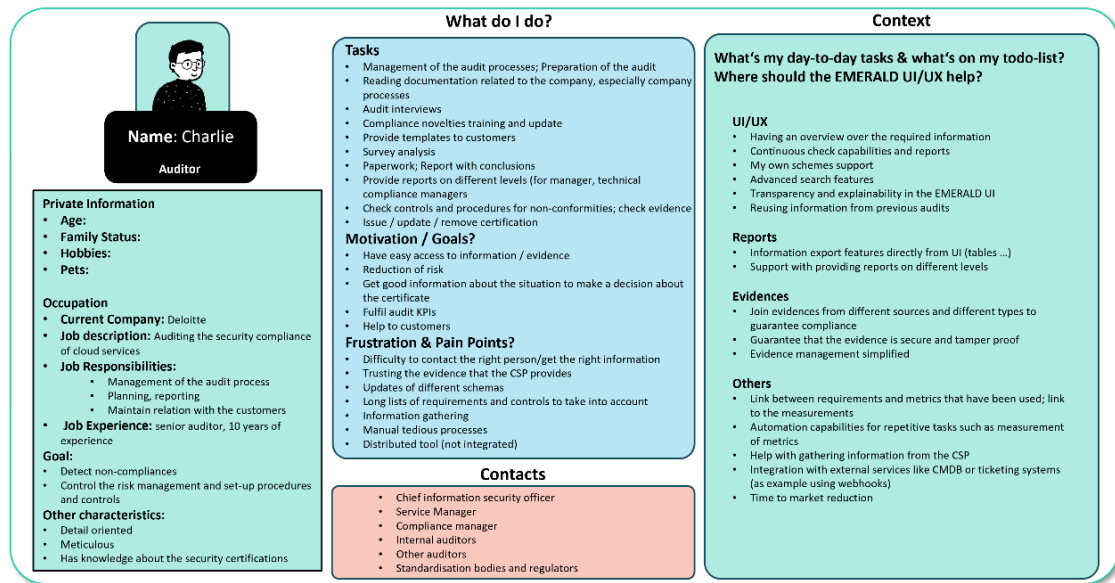 Name: Charlie
Auditor
Private Information
• Age:
• Family Status:
• Hobbies:
• Pets:
Occupation
• Current Company: Deloitte
• Job description: Auditing the security compliance
of cloud services
• Job Responsibilities:
• Management of the audit process
• Planning, reporting
• Maintain relation with the customers
• Job Experience: senior auditor, 10 years of
experience
Goal:
• Detect non-compliances
• Control the risk management and set-up procedures
and controls
Other characteristics:
• Detail oriented
• Meticulous
• Has knowledge about the security certifications
What do I do?
Tasks
• Management of the audit processes; Preparation of the audit
• Reading documentation related to the company, especially company
processes
• Audit interviews
• Compliance novelties training and update
• Provide templates to customers
• Survey analysis
• Paperwork; Report with conclusions
• Provide reports on different levels (for manager, technical
compliance managers
• Check controls and procedures for non-conformities; check evidence
• Issue / update / remove certification
Motivation / Goals?
• Have easy access to information / evidence
• Reduction of risk
• Get good information about the situation to make a decision about
the certificate
• Fulfil audit KPIs
• Help to customers
Frustration & Pain Points?
• Difficulty to contact the right person/get the right information
• Trusting the evidence that the CSP provides
• Updates of different schemas
• Long lists of requirements and controls to take into account
• Information gathering
• Manual tedious processes
• Distributed tool (not integrated)
Contacts
• Chief information security officer
• Service Manager
• Compliance manager
• Internal auditors
• Other auditors
• Standardisation bodies and regulators
Context
What's my day-to-day tasks & what's on my todo-list?
Where should the EMERALD UI/UX help?
UI/UX
• Having an overview over the required information
• Continuous check capabilities and reports
• My own schemes support
• Advanced search features
• Transparency and explainability in the EMERALD UI
• Reusing information from previous audits
Reports
• Information export features directly from UI (tables ...)
• Support with providing reports on different levels
Evidences
• Join evidences from different sources and different types to
guarantee compliance
• Guarantee that the evidence is secure and tamper proof
• Evidence management simplified
Others
• Link between requirements and metrics that have been used; link
to the measurements
• Automation capabilities for repetitive tasks such as measurement
of metrics
• Help with gathering information from the CSP
• Integration with external services like CMDB or ticketing systems
(as example using webhooks)
• Time to market reduction